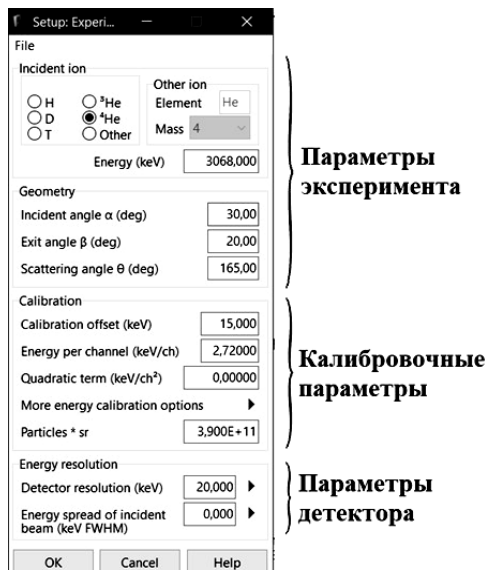 Setup: Experi...
File
Incident ion
H
³He
D
⁴He
T
Other
Other ion
Element He
Mass 4
Energy (keV) 3068,000
Geometry
Incident angle α (deg) 30,00
Exit angle β (deg) 20,00
Scattering angle θ (deg) 165,00
Параметры
эксперимента
Calibration
Calibration offset (keV) 15,000
Energy per channel (keV/ch) 2,72000
Quadratic term (keV/ch²) 0,00000
More energy calibration options
Particles * sr 3,900E+11
Калибровочные
параметры
Energy resolution
Detector resolution (keV) 20,000
Energy spread of incident
beam (keV FWHM) 0,000
Параметры
детектора
OK Cancel Help